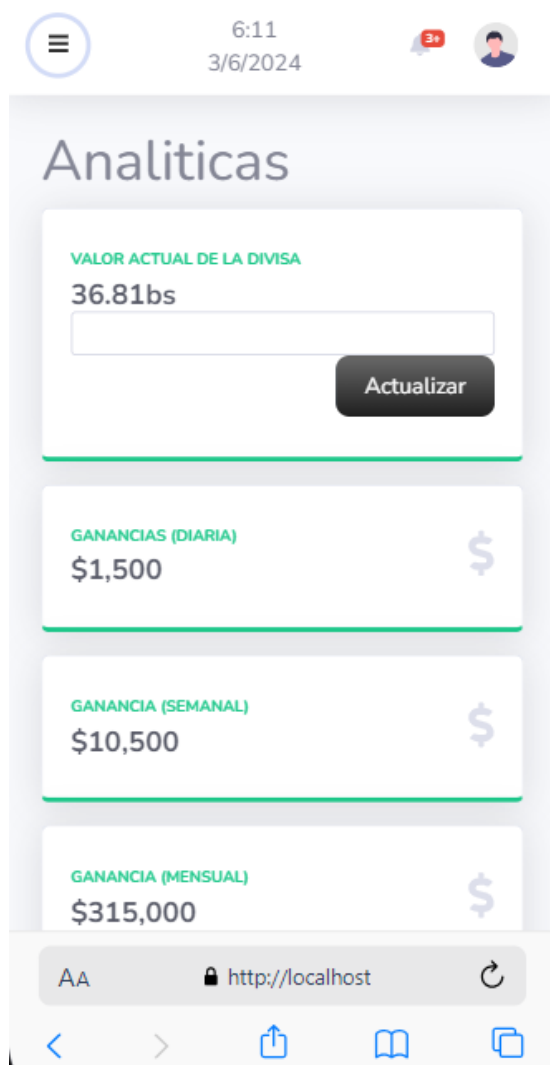 6:11
3/6/2024
3+
Analiticas
VALOR ACTUAL DE LA DIVISA
36.81bs
Actualizar
GANANCIAS (DIARIA)
$1,500
$
GANANCIA (SEMANAL)
$10,500
$
GANANCIA (MENSUAL)
$315,000
$
AA http://localhost